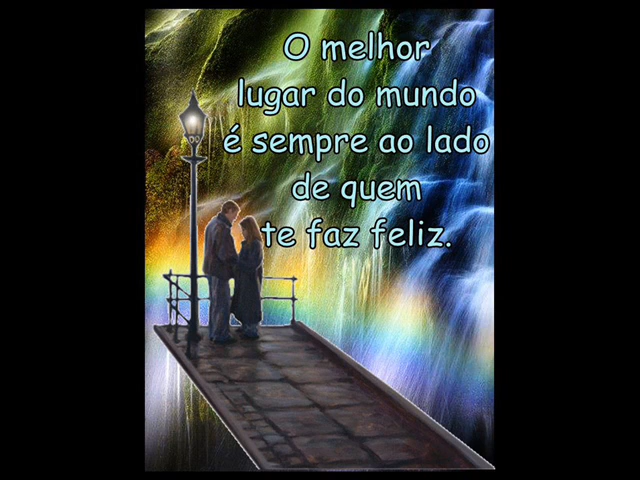 O melhor
lugar do mundo
é sempre ao lado
de quem
te faz feliz.